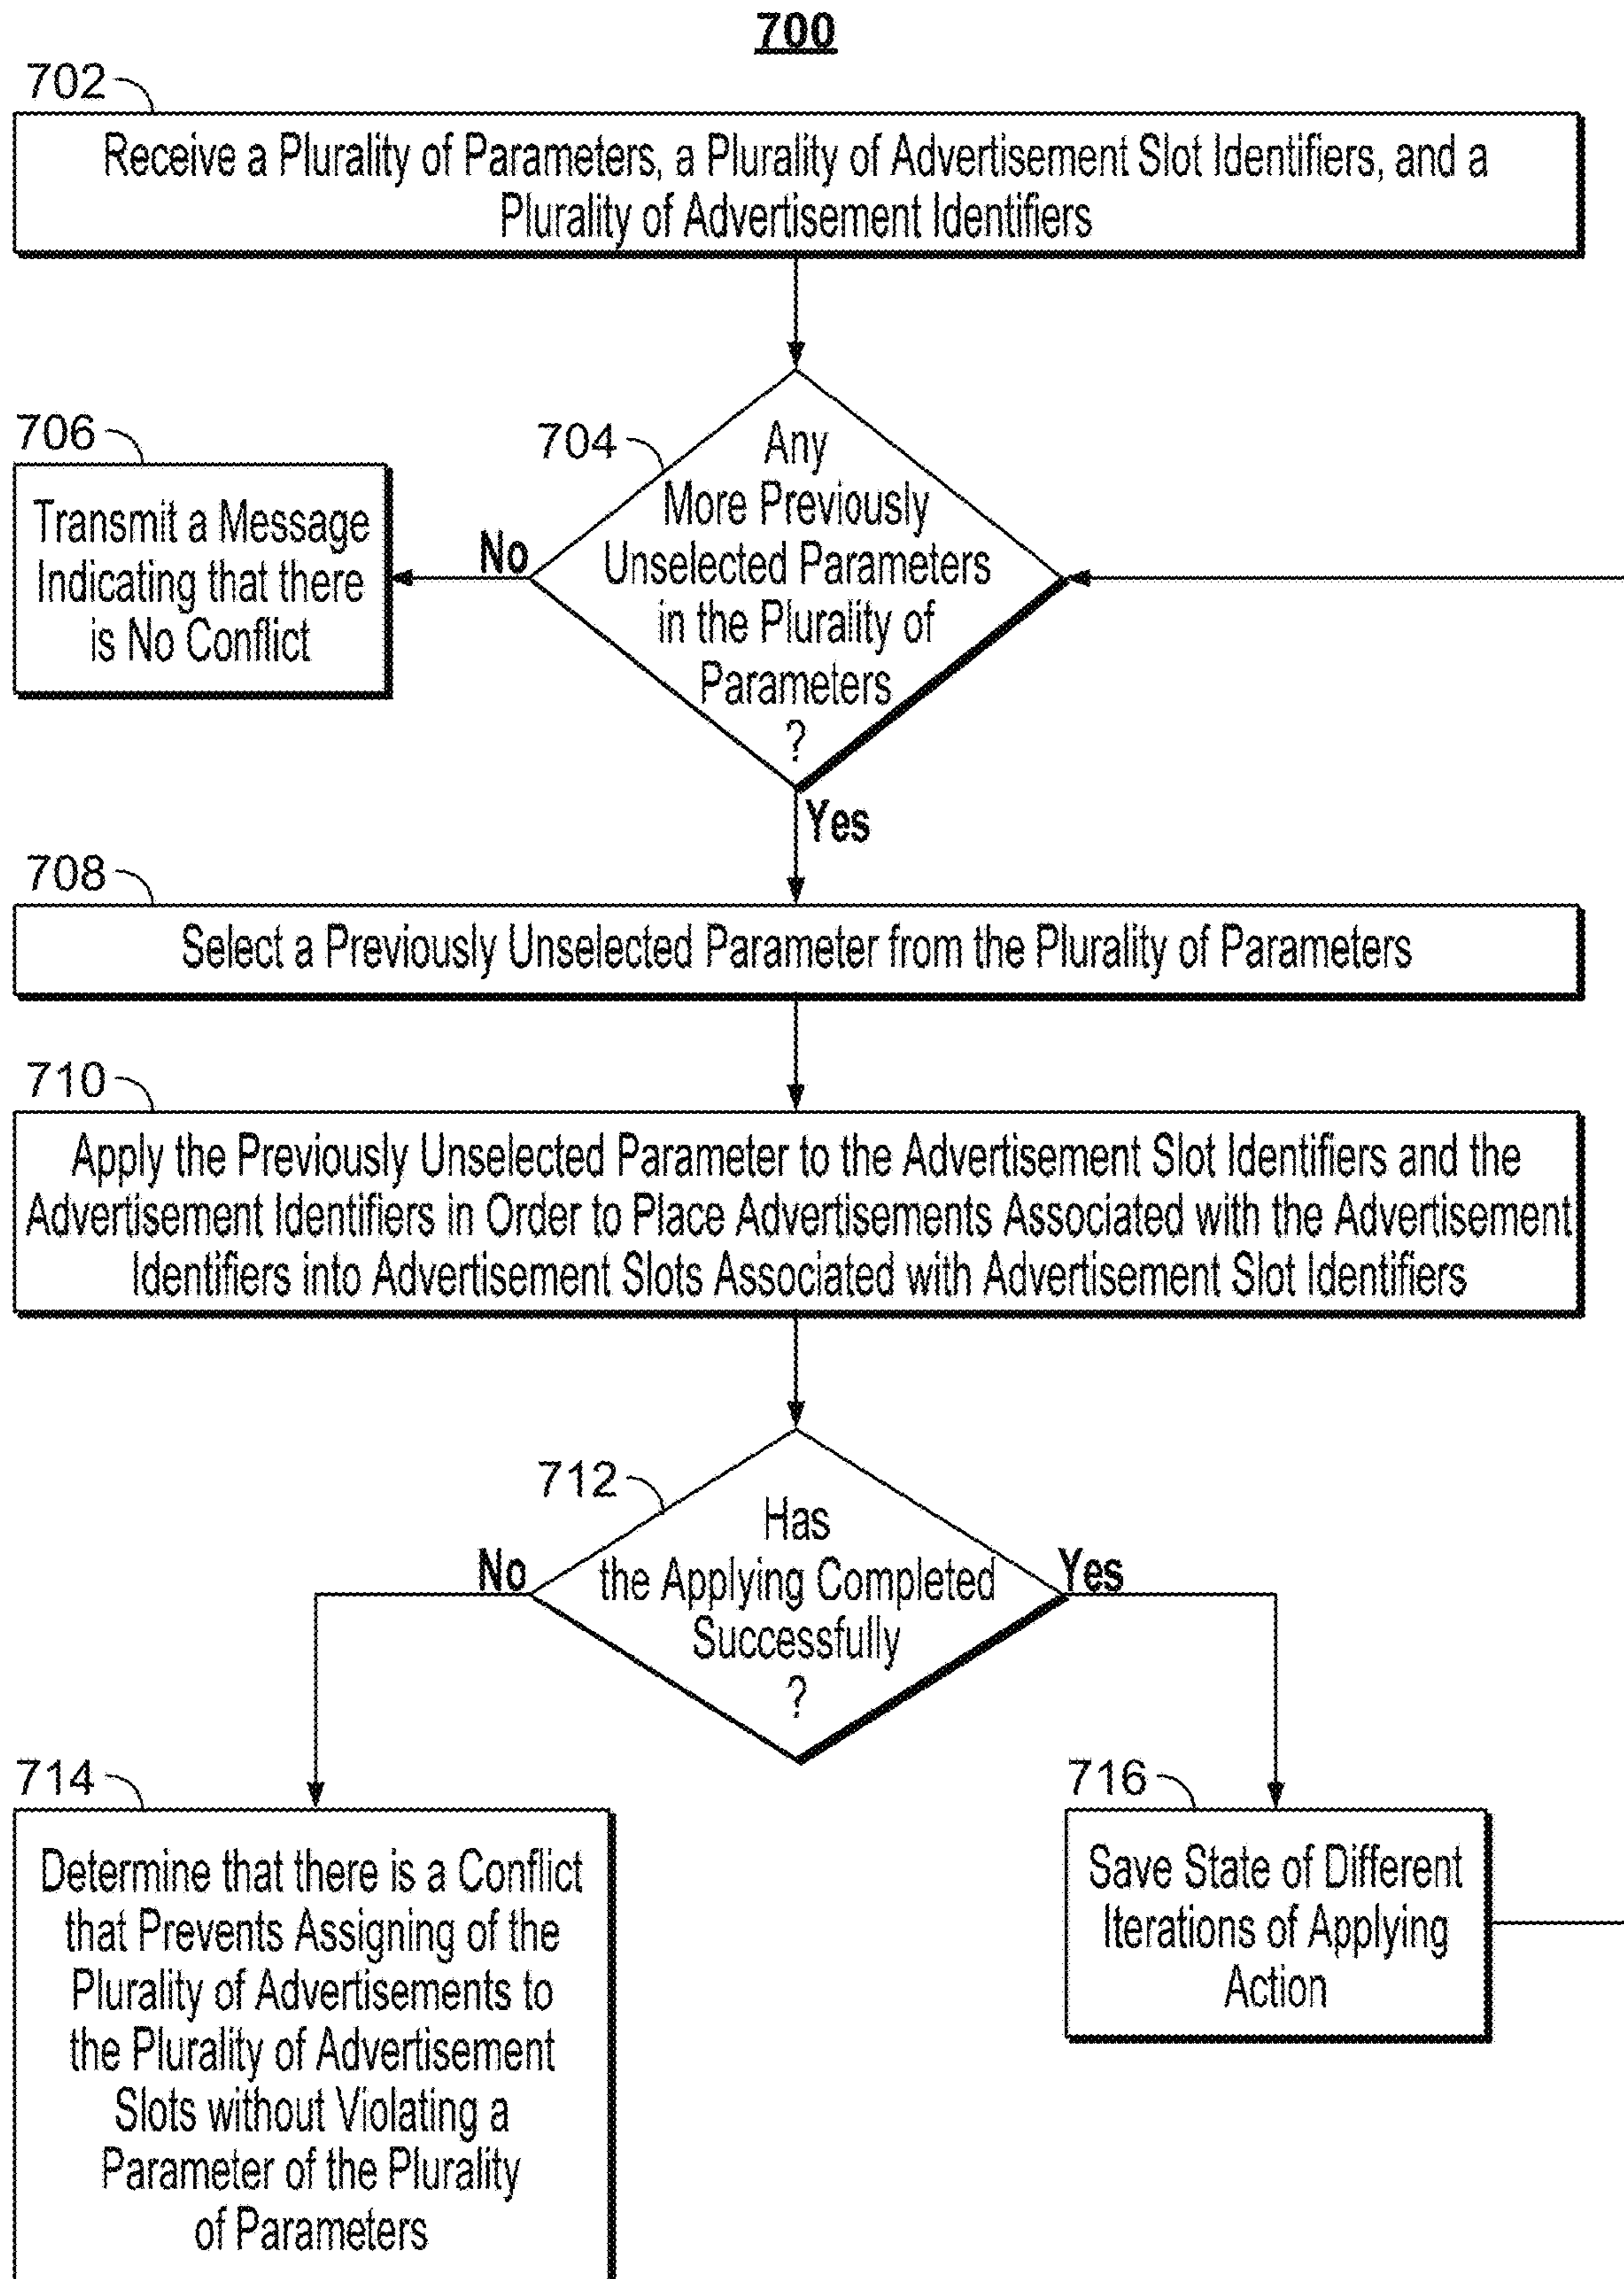 700
702
Receive a Plurality of Parameters, a Plurality of Advertisement Slot Identifiers, and a
Plurality of Advertisement Identifiers
706
Transmit a Message
Indicating that there
is No Conflict
No
704
Any
More Previously
Unselected Parameters
in the Plurality of
Parameters
?
Yes
708
Select a Previously Unselected Parameter from the Plurality of Parameters
710
Apply the Previously Unselected Parameter to the Advertisement Slot Identifiers and the
Advertisement Identifiers in Order to Place Advertisements Associated with the Advertisement
Identifiers into Advertisement Slots Associated with Advertisement Slot Identifiers
712
Has
the Applying Completed
Successfully
?
No
Yes
714
Determine that there is a Conflict
that Prevents Assigning of the
Plurality of Advertisements to
the Plurality of Advertisement
Slots without Violating a
Parameter of the Plurality
of Parameters
716
Save State of Different
Iterations of Applying
Action